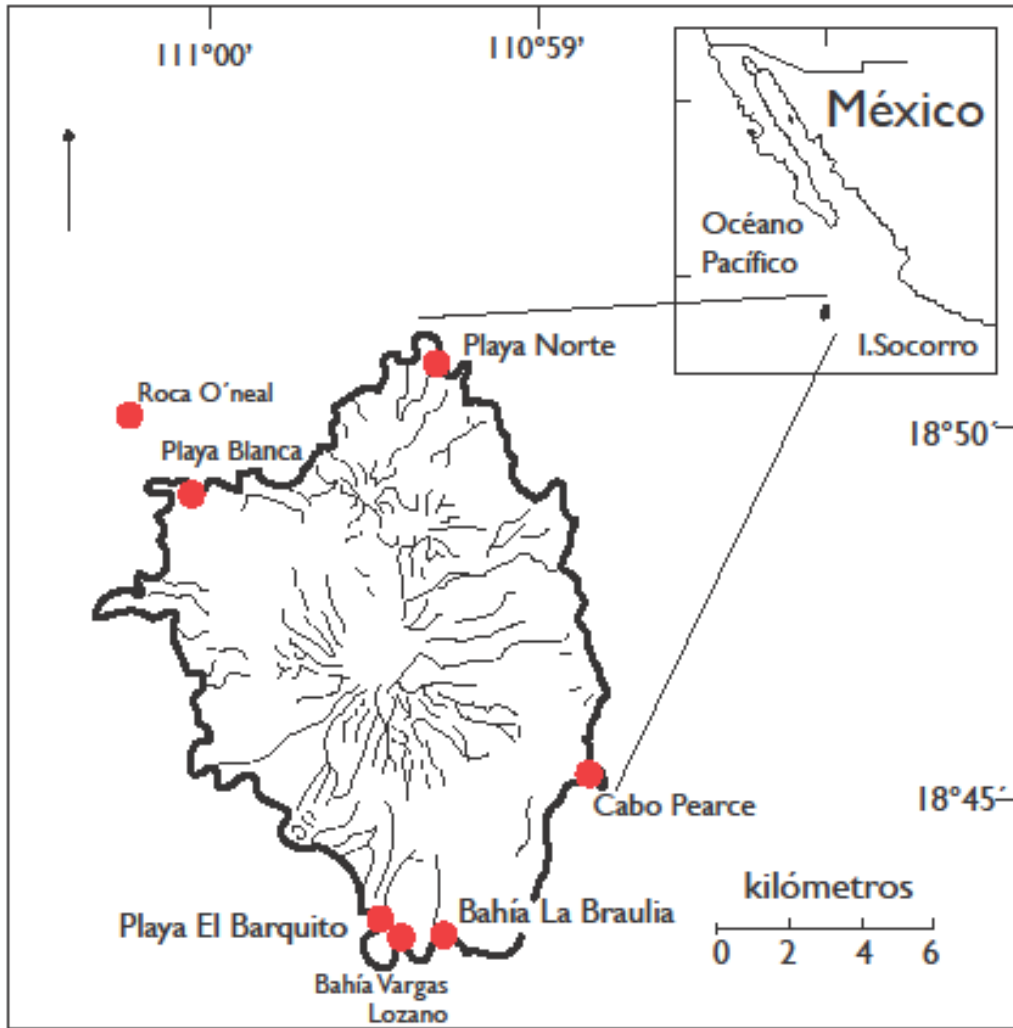 111°00’
110°59’
México
Océano
Pacífico
I.Socorro
Playa Norte
Roca O´neal
18°50´
Playa Blanca
Cabo Pearce
18°45´
kilómetros
0 2 4 6
Playa El Barquito
Bahía La Braulia
Bahía Vargas
Lozano